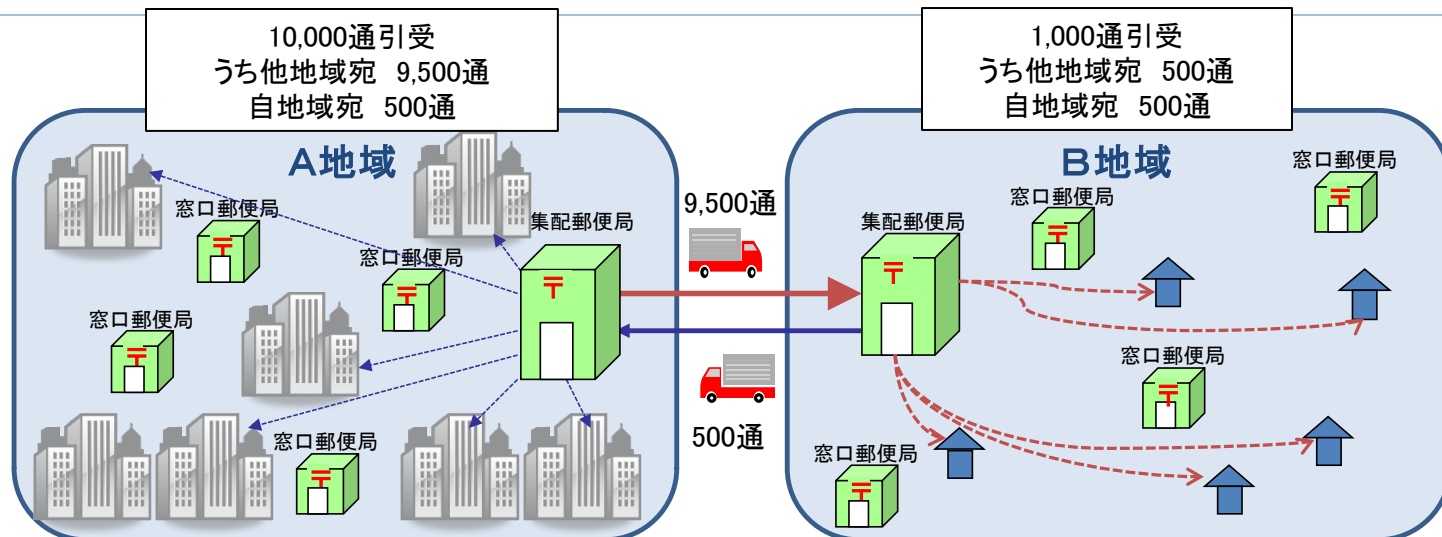 10,000通引受
うち他地域宛 9,500通
自地域宛 500通
1,000通引受
うち他地域宛 500通
自地域宛 500通
A地域
窓口郵便局
窓口郵便局
窓口郵便局
窓口郵便局
集配郵便局
9,500通
500通
B地域
集配郵便局
窓口郵便局
窓口郵便局
窓口郵便局
窓口郵便局